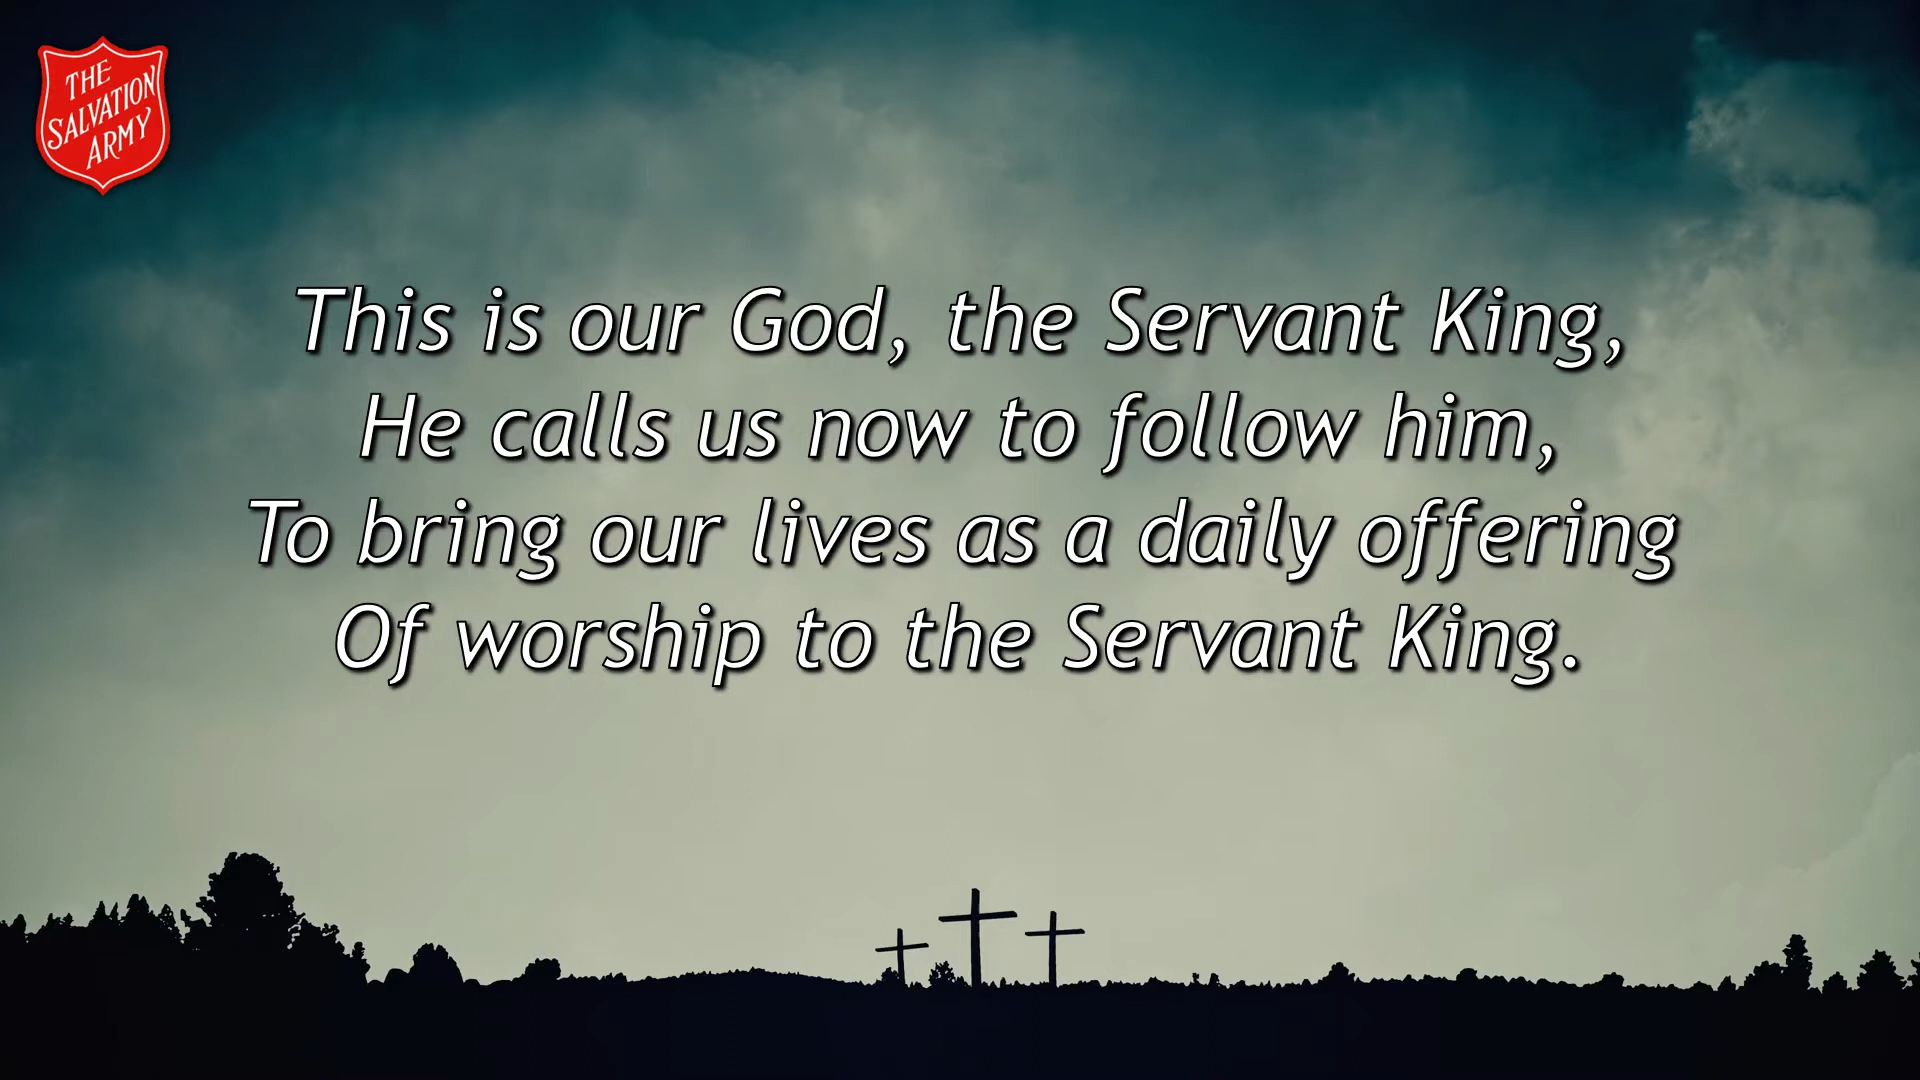 THE
SALVATION
ARMY
This is our God, the Servant King,
He calls us now to follow him,
To bring our lives as a daily offering
Of worship to the Servant King.